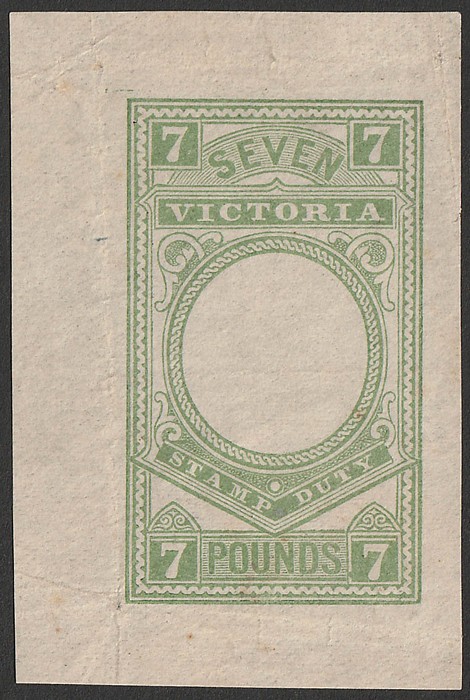 7 SEVEN 7
VICTORIA
STAMP DUTY
7 POUNDS 7